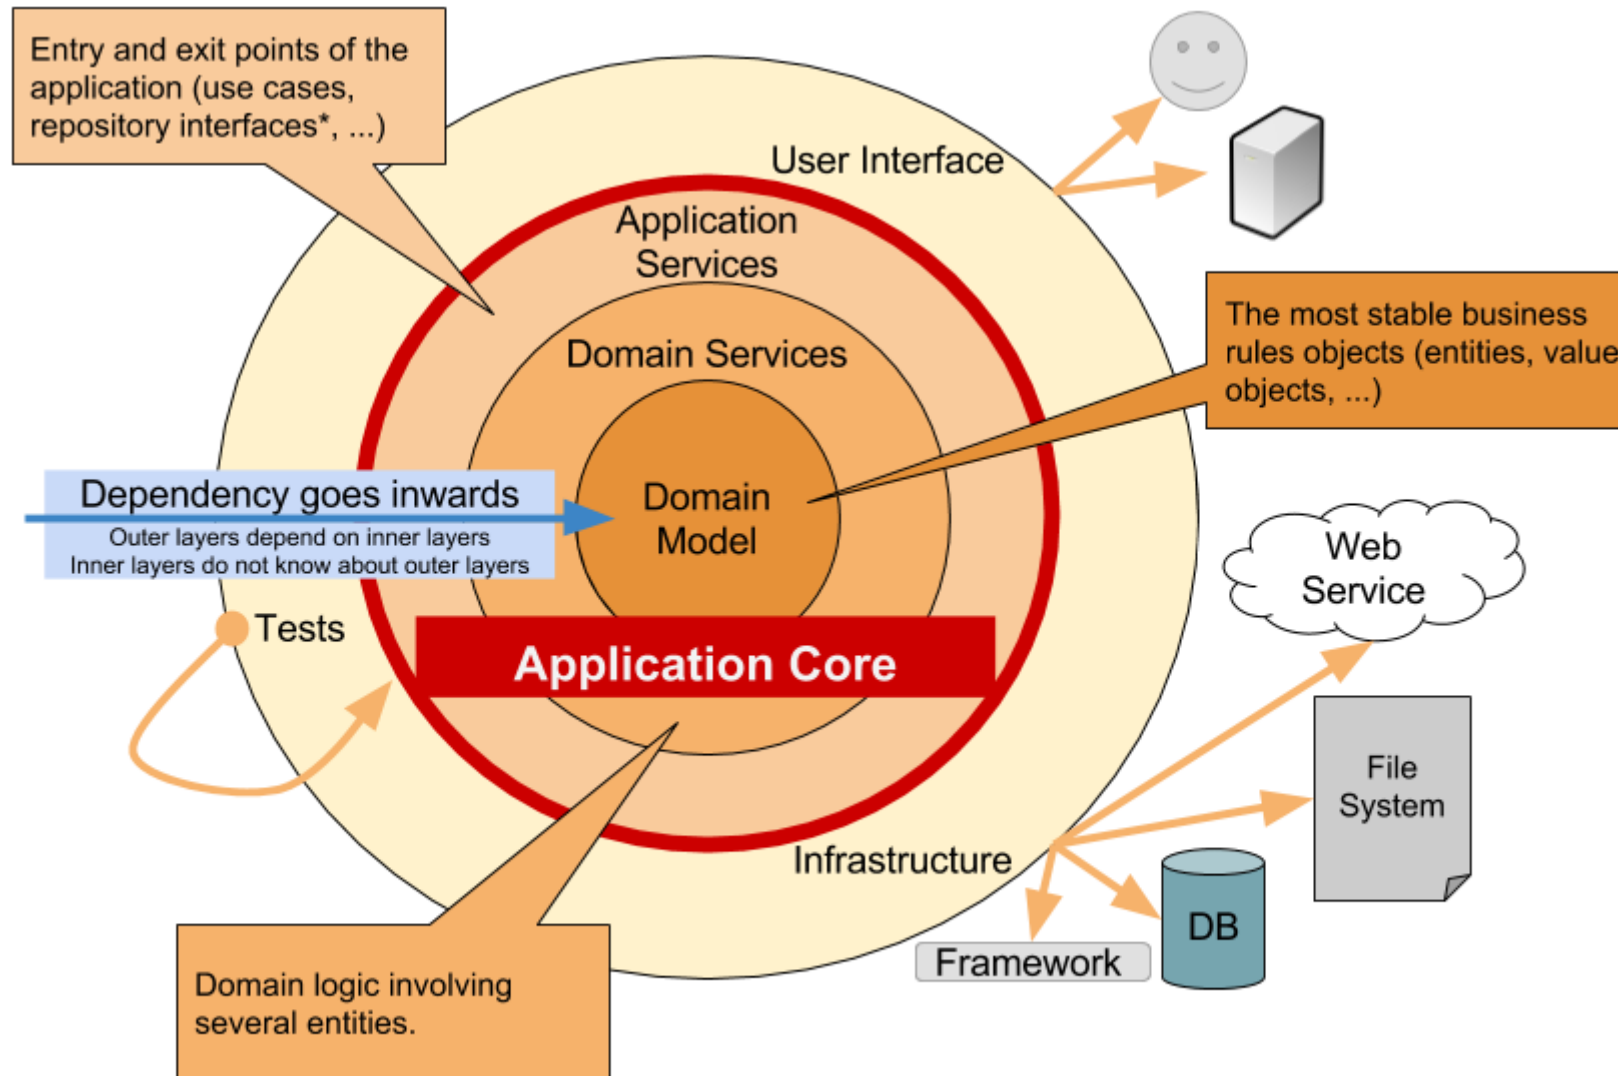 Entry and exit points of the
application (use cases,
repository interfaces*, ...)
User Interface
Application
Services
The most stable business
rules objects (entities, value
objects, ...)
Domain Services
Dependency goes inwards
Outer layers depend on inner layers
Inner layers do not know about outer layers
Domain
Model
Web
Service
Tests
Application Core
File
System
Infrastructure
DB
Framework
Domain logic involving
several entities.